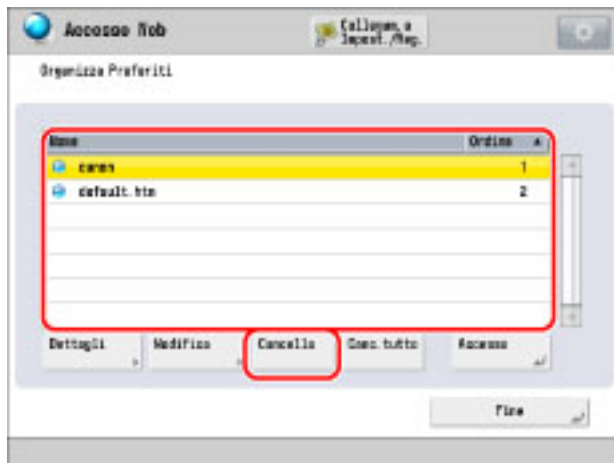 Accesso Web
Collegam.a
Impost./Reg.
Organizza Preferiti
Nome Ordine
canon 1
default.htm 2
Dettagli Modifica Cancella Canc.tutto Accesso
Fine